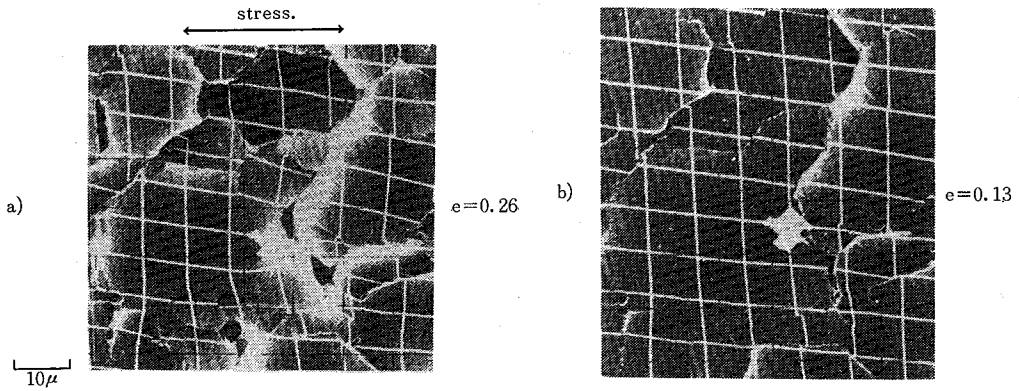 stress.
a)
e=0.26
b)
e=0.13
10μ